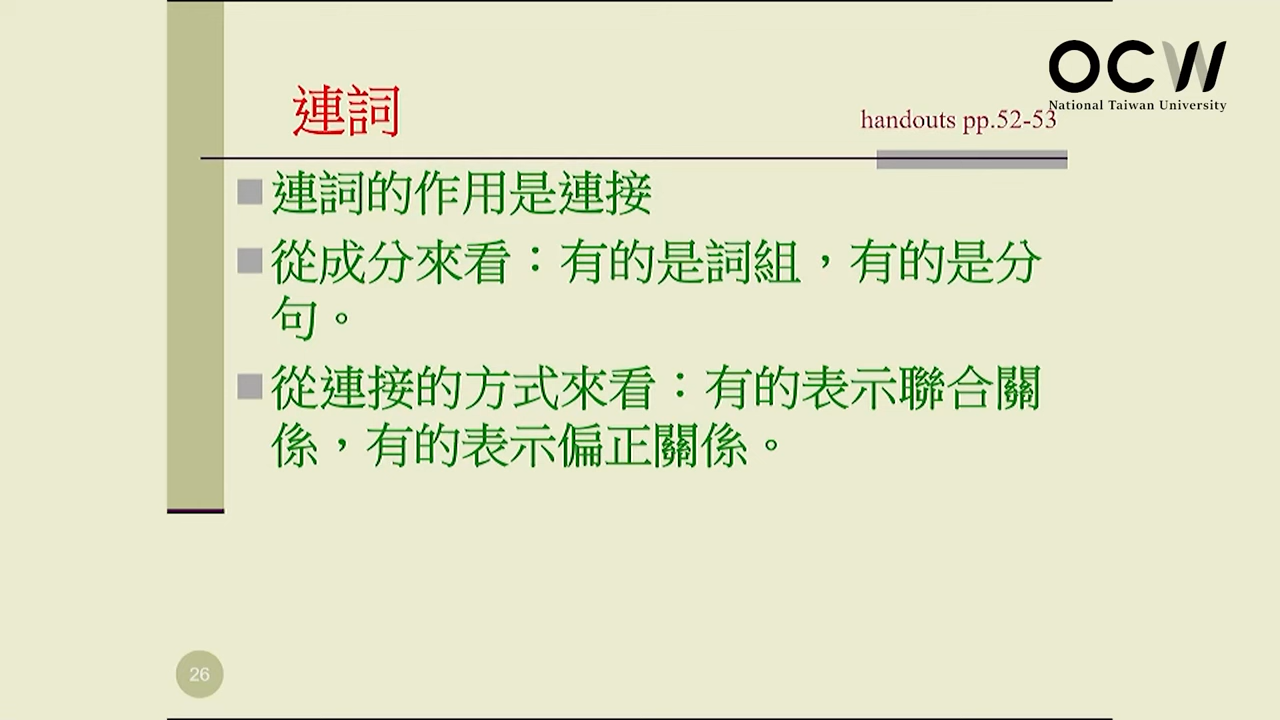 OCW
National Taiwan University
連詞
handouts pp.52-53
連詞的作用是連接
從成分來看：有的是詞組，有的是分
句。
從連接的方式來看：有的表示聯合關
係，有的表示偏正關係。
26